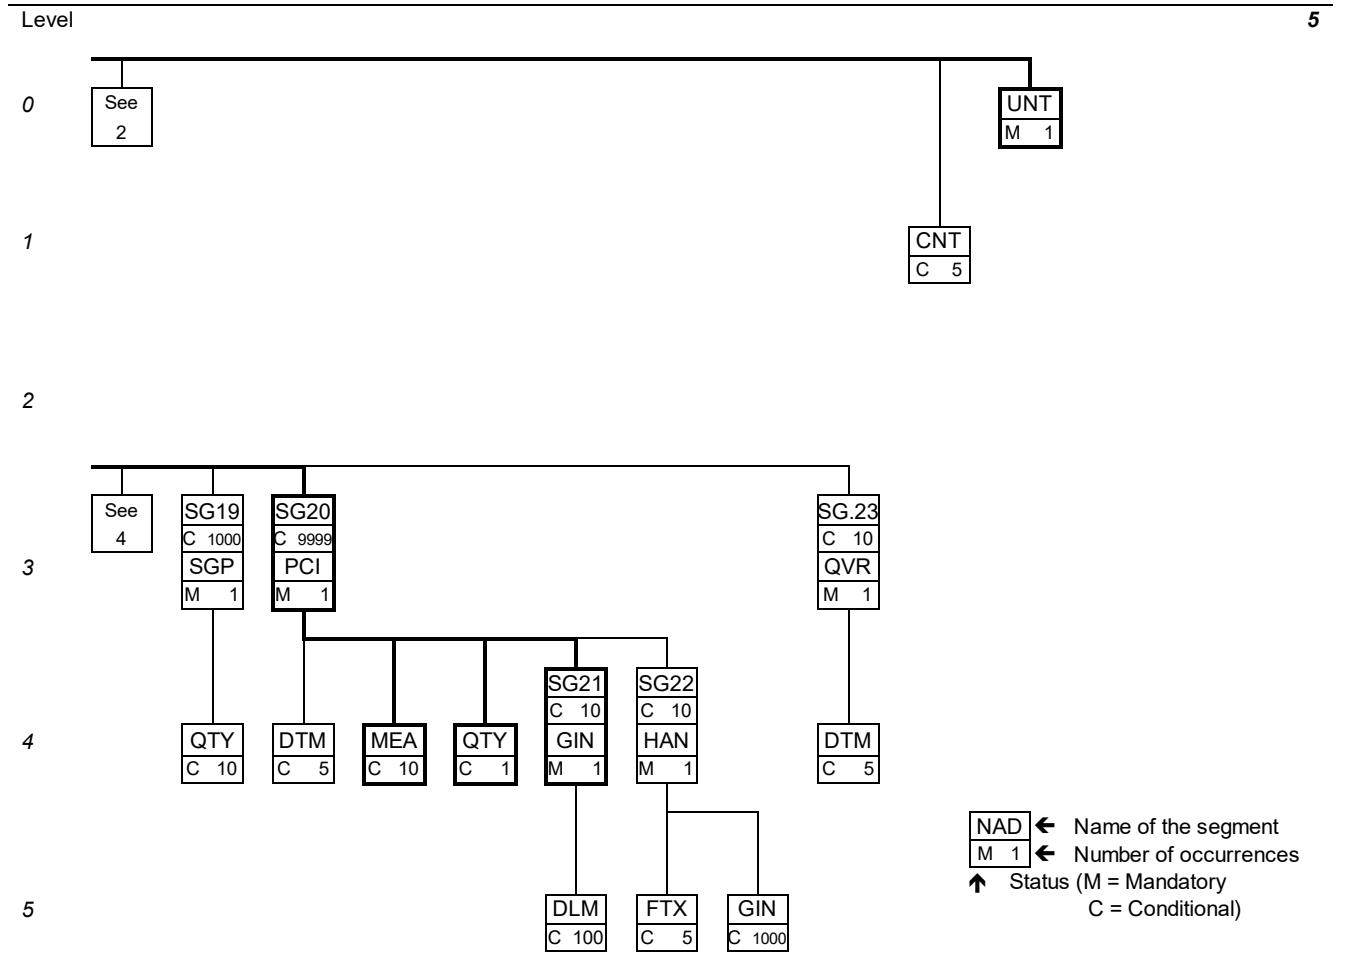 Level 5
0 See UNT
2 M 1
1 CNT
C 5
2
See SG19 SG20 SG.23
4 C 1000 C 9999 C 10
3 SGP PCI QVR
M 1 M 1 M 1
SG21 SG22
C 10 C 10
4 QTY DTM MEA QTY GIN HAN DTM
C 10 C 5 C 10 C 1 M 1 M 1 C 5
NAD ← Name of the segment
M 1 ← Number of occurrences
↑ Status (M = Mandatory
5 DLM FTX GIN C = Conditional)
C 100 C 5 C 1000